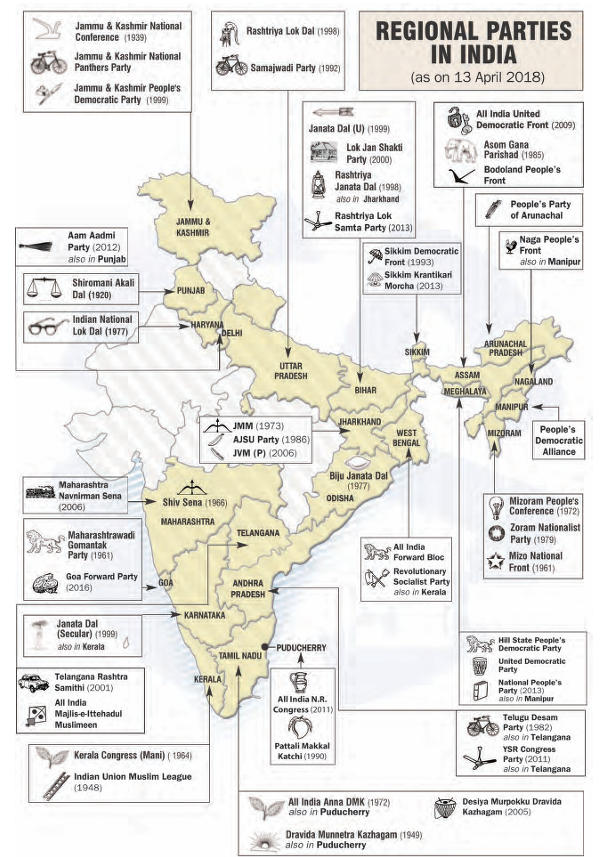 REGIONAL PARTIES
IN INDIA
(as on 13 April 2018)
Jammu & Kashmir National
Conference (1939)
Jammu & Kashmir National
Panthers Party
Jammu & Kashmir People's
Democratic Party (1999)
Rashtriya Lok Dal (1998)
Samajwadi Party (1992)
Janata Dal (U) (1999)
Lok Jan Shakti
Party (2000)
Rashtriya
Janata Dal (1998)
also in Jharkhand
Rashtriya Lok
Samta Party (2013)
All India United
Democratic Front (2009)
Asom Gana
Parishad (1985)
Bodoland People's
Front
People's Party
of Arunachal
Naga People's
Front
also in Manipur
Sikkim Democratic
Front (1993)
Sikkim Krantikari
Morcha (2013)
Aam Aadmi
Party (2012)
also in Punjab
Shiromani Akali
Dal (1920)
Indian National
Lok Dal (1977)
JAMMU &
KASHMIR
PUNJAB
HARYANA
DELHI
UTTAR
PRADESH
BIHAR
SIKKIM
ARUNACHAL
PRADESH
ASSAM
MEGHALAYA
NAGALAND
MANIPUR
MIZORAM
JHARKHAND
WEST
BENGAL
People's
Democratic
Alliance
JMM (1973)
AJSU Party (1986)
JVM (P) (2006)
Biju Janata Dal
(1977)
ODISHA
Maharashtra
Navnirman Sena
(2006)
Shiv Sena (1966)
MAHARASHTRA
Maharashtrawadi
Gomantak
Party (1961)
Goa Forward Party
(2016)
TELANGANA
GOA
ANDHRA
PRADESH
KARNATAKA
All India
Forward Bloc
Revolutionary
Socialist Party
also in Kerala
Mizoram People's
Conference (1972)
Zoram Nationalist
Party (1979)
Mizo National
Front (1961)
Janata Dal
(Secular) (1999)
also in Kerala
TAMIL NADU
PUDUCHERRY
KERALA
Hill State People's
Democratic Party
United Democratic
Party
National People's
Party (2013)
also in Manipur
Telangana Rashtra
Samithi (2001)
All India
Majlis-e-Ittehadul
Muslimeen
All India N.R.
Congress (2011)
Pattali Makkal
Katchi (1990)
Telugu Desam
Party (1982)
also in Telangana
YSR Congress
Party (2011)
also in Telangana
Kerala Congress (Mani) ( 1964)
Indian Union Muslim League
(1948)
All India Anna DMK (1972)
also in Puducherry
Dravida Munnetra Kazhagam (1949)
also in Puducherry
Desiya Murpokku Dravida
Kazhagam (2005)